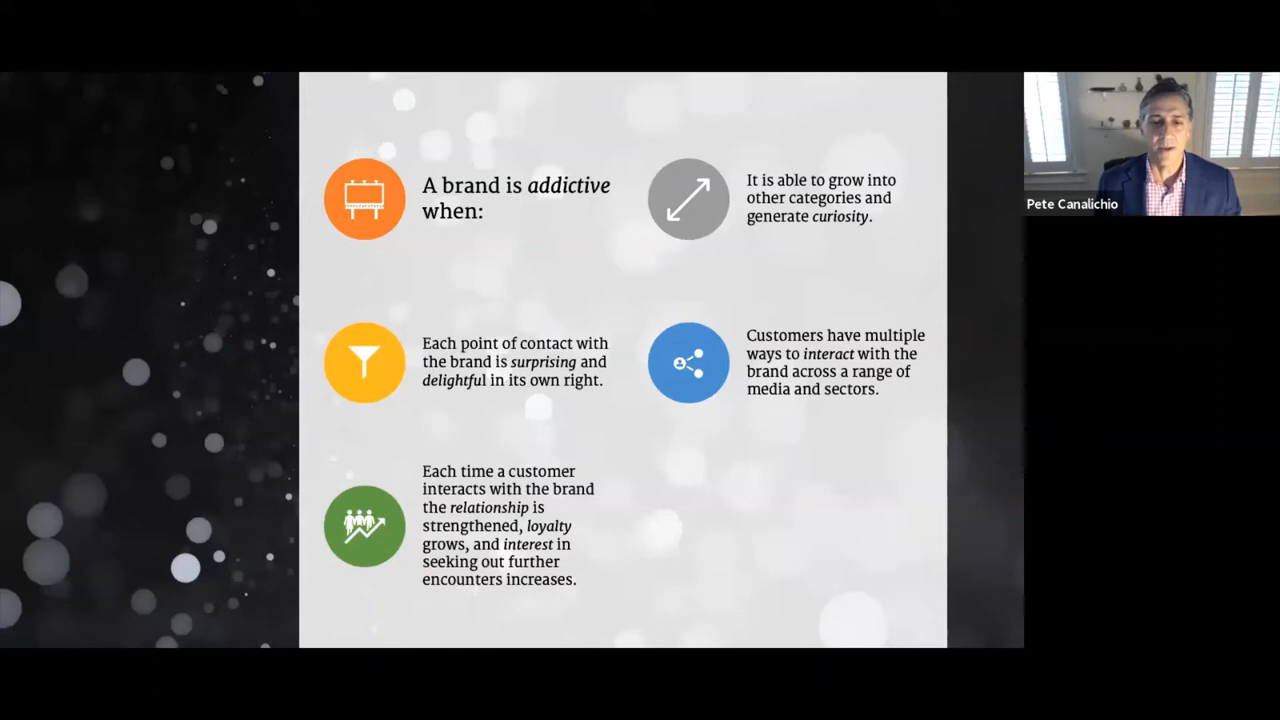 A brand is addictive
when:
It is able to grow into
other categories and
generate curiosity.
Each point of contact with
the brand is surprising and
delightful in its own right.
Customers have multiple
ways to interact with the
brand across a range of
media and sectors.
Each time a customer
interacts with the brand
the relationship is
strengthened, loyalty
grows, and interest in
seeking out further
encounters increases.
Pete Canalichio